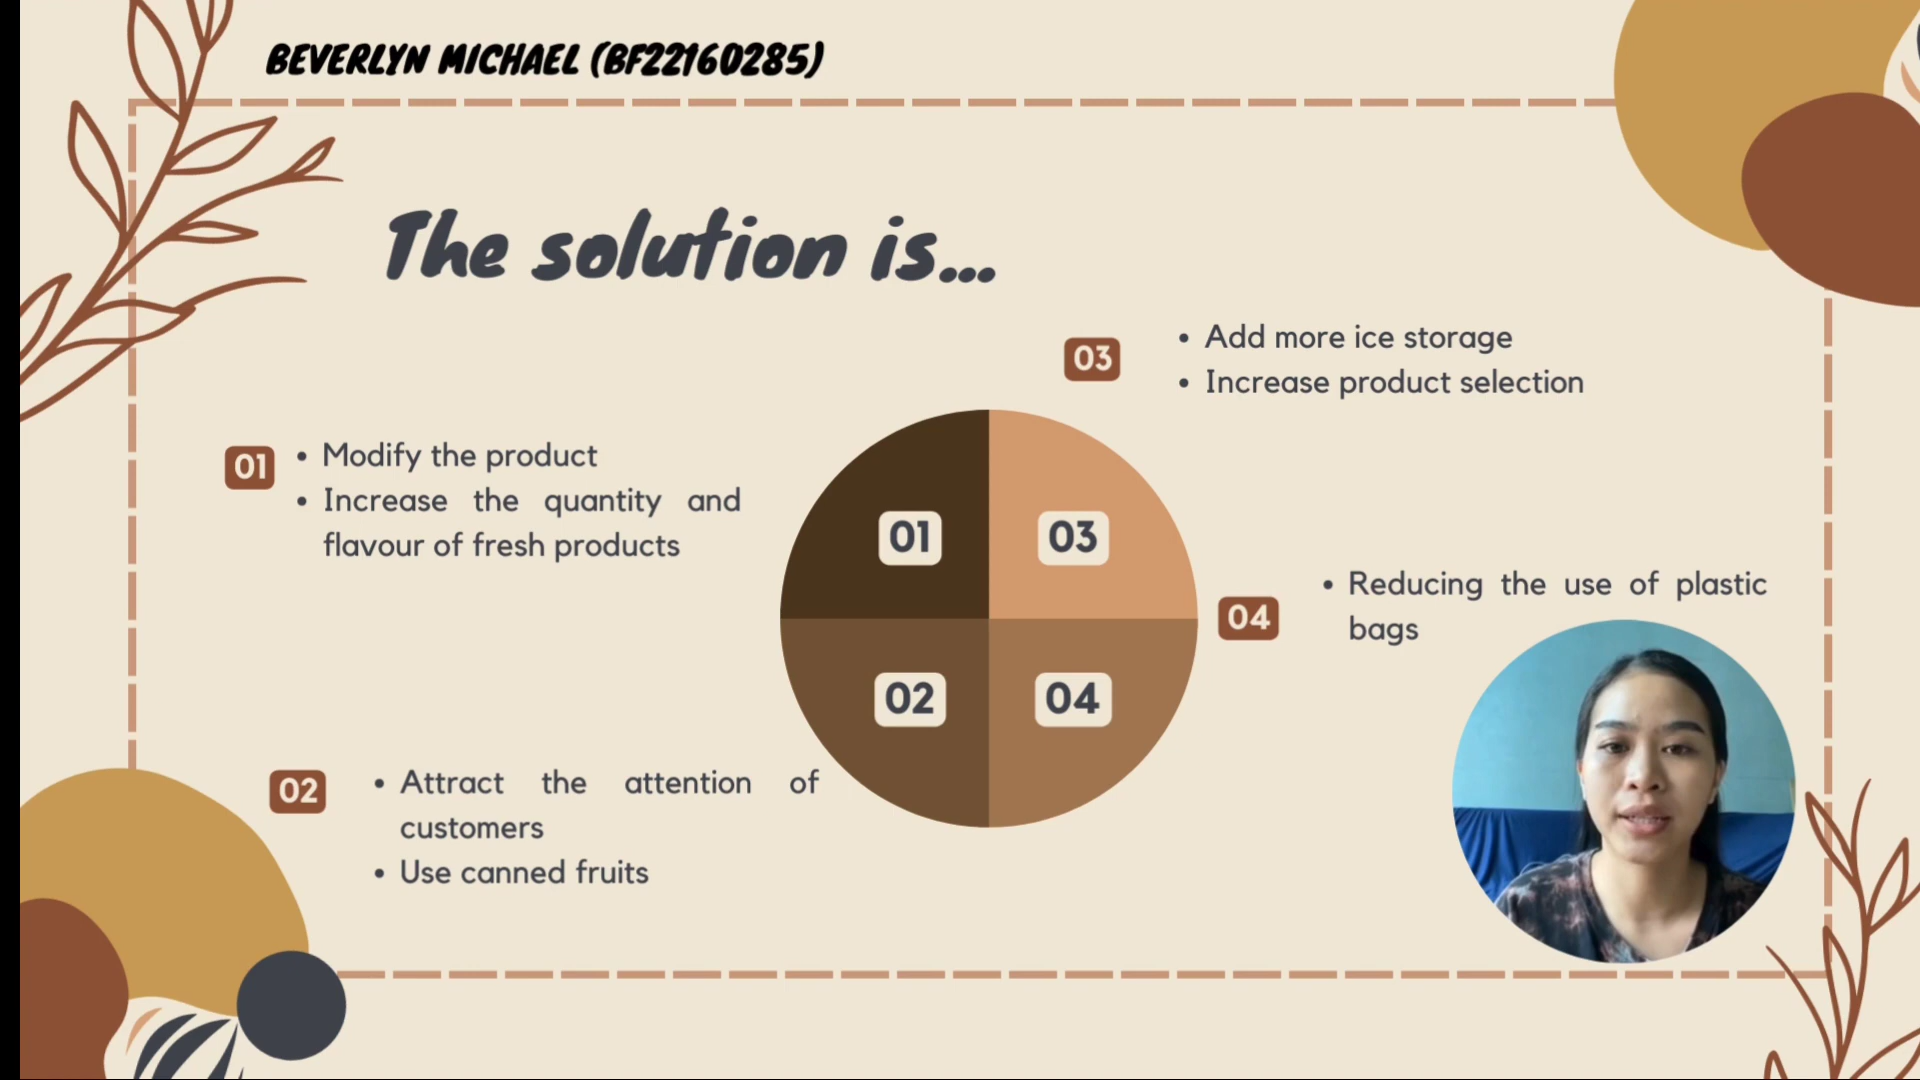 BEVERLYN MICHAEL (BF22160285)
The solution is...
03
• Add more ice storage
• Increase product selection
01
• Modify the product
• Increase the quantity and
flavour of fresh products
01
03
02
04
04
• Reducing the use of plastic
bags
02
• Attract the attention of
customers
• Use canned fruits